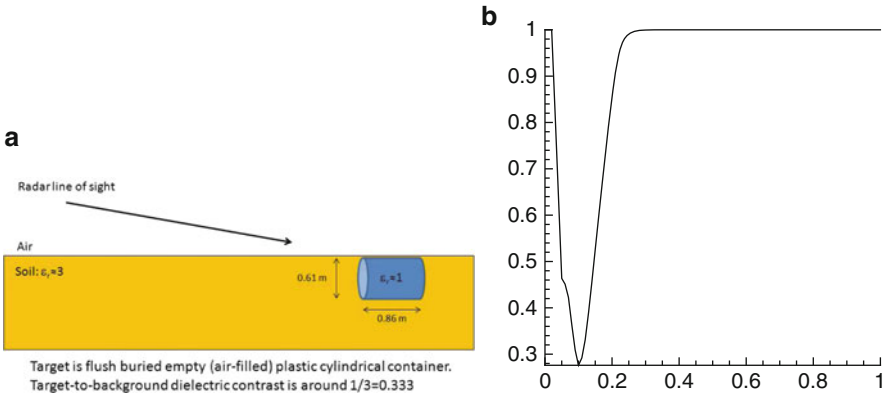 a
Radar line of sight
Air
Soil: εᵣ=3
0.61 m
εᵣ=1
0.86 m
Target is flush buried empty (air-filled) plastic cylindrical container.
Target-to-background dielectric contrast is around 1/3=0.333
b
1
0.9
0.8
0.7
0.6
0.5
0.4
0.3
0 0.2 0.4 0.6 0.8 1